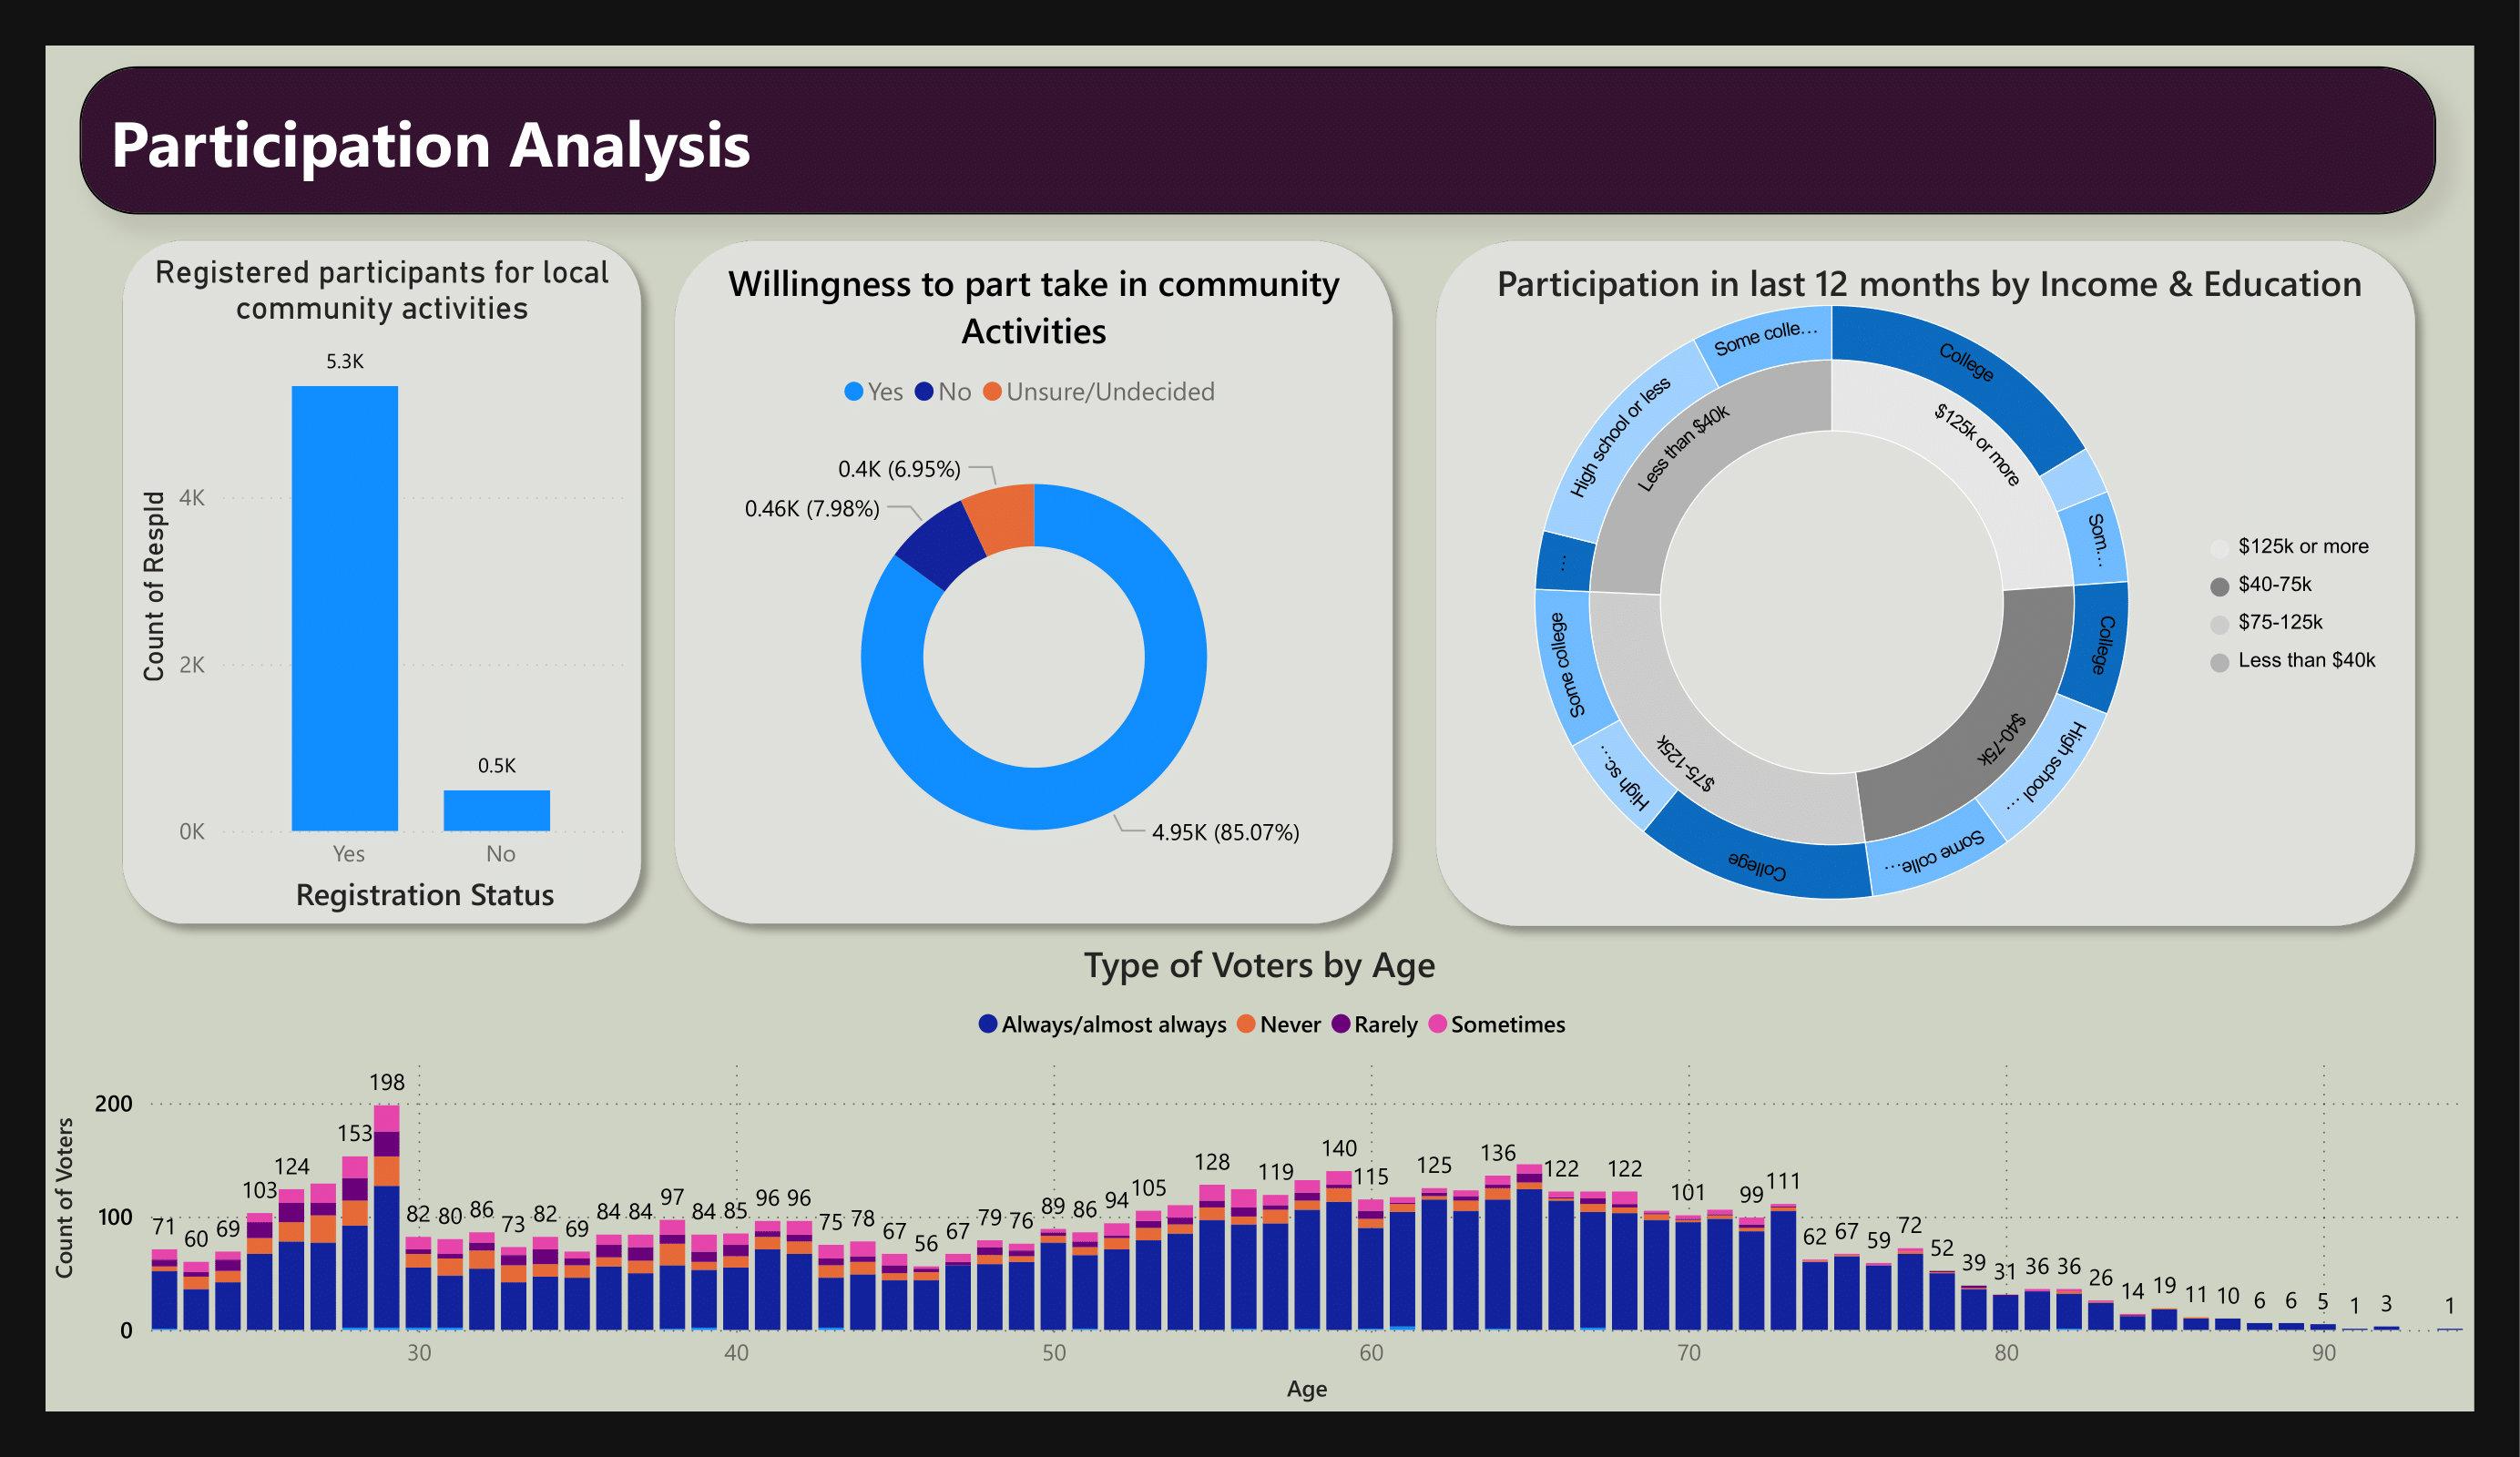 Participation Analysis
Registered participants for local
community activities
5.3K
4K
0.5K
2K
0K
Yes
No
Count of RespId
Registration Status
Willingness to part take in community
Activities
Yes
No
Unsure/Undecided
0.4K (6.95%)
0.46K (7.98%)
4.95K (85.07%)
Participation in last 12 months by Income & Education
College
Som...
College
High school ...
Some colle...
College
High sc...
Some college
...
High school or less
Some colle...
$125k or more
$40-75k
$75-125k
Less than $40k
$125k or more
$40-75k
$75-125k
Less than $40k
Type of Voters by Age
Always/almost always
Never
Rarely
Sometimes
Count of Voters
200
100
0
71
60
69
103
124
153
198
82
80
86
73
82
69
84
84
97
84
85
96
96
75
78
67
56
67
79
76
89
86
94
105
128
119
140
115
125
136
122
122
101
99
111
62
67
59
72
52
39
31
36
36
26
14
19
11
10
6
6
5
1
3
1
30
40
50
60
70
80
90
Age